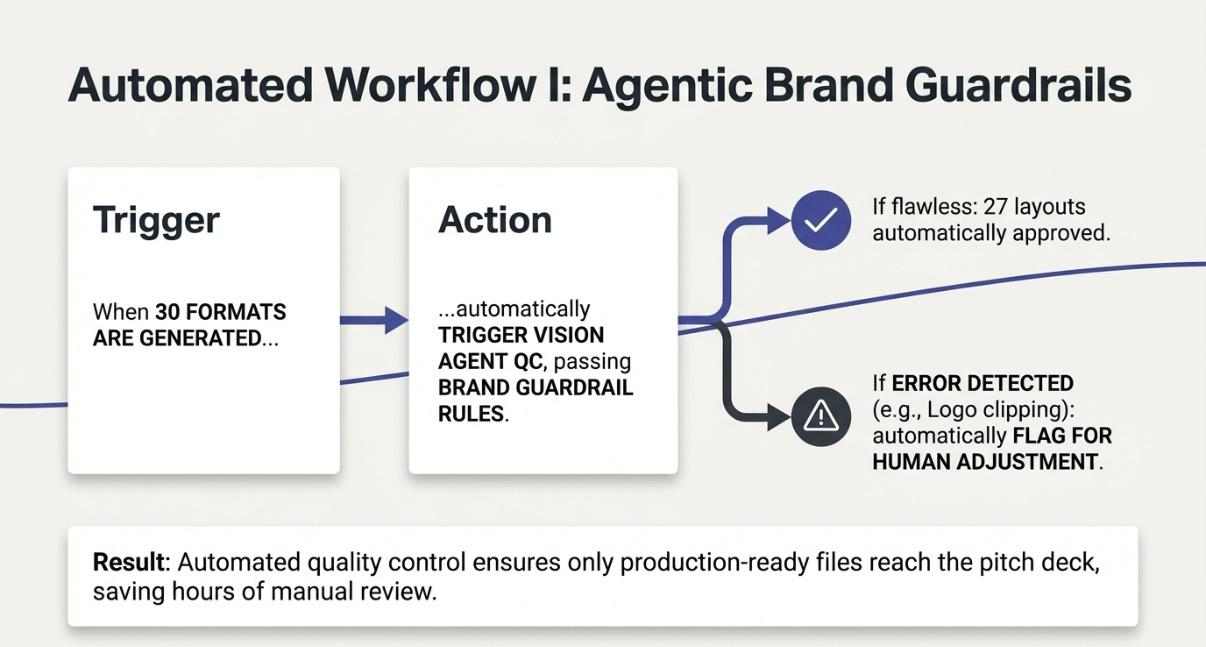 Automated Workflow I: Agentic Brand Guardrails
Trigger
When 30 FORMATS
ARE GENERATED...
Action
...automatically
TRIGGER VISION
AGENT QC, passing
BRAND GUARDRAIL
RULES.
If flawless: 27 layouts
automatically approved.
If ERROR DETECTED
(e.g., Logo clipping):
automatically FLAG FOR
HUMAN ADJUSTMENT.
Result: Automated quality control ensures only production-ready files reach the pitch deck,
saving hours of manual review.